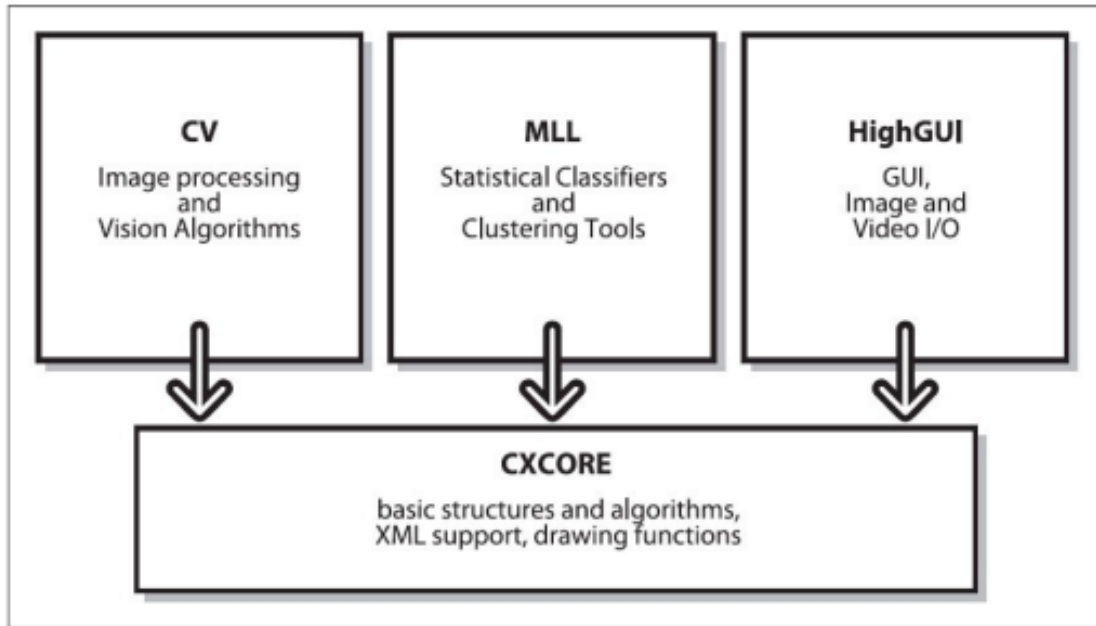 CV
Image processing
and
Vision Algorithms
MLL
Statistical Classifiers
and
Clustering Tools
HighGUI
GUI,
Image and
Video I/O
CXCORE
basic structures and algorithms,
XML support, drawing functions